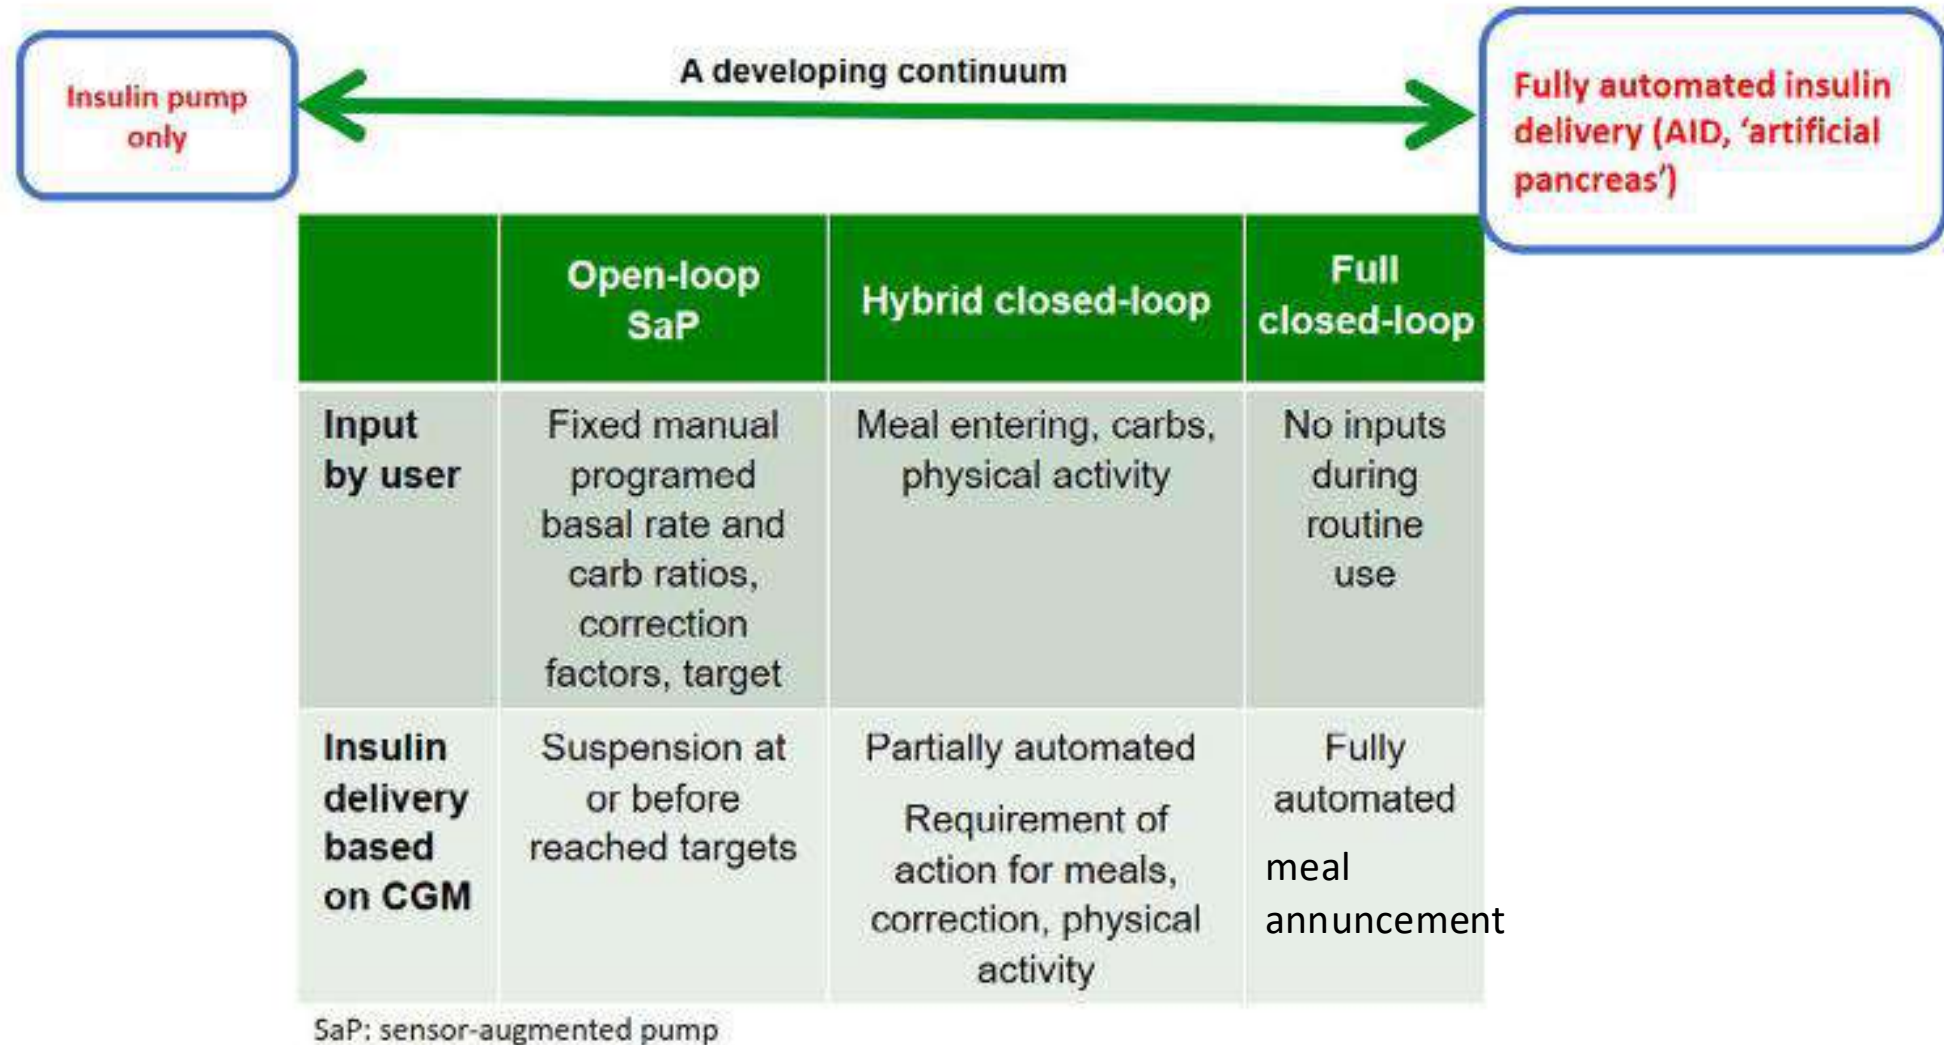 Insulin pump
only
A developing continuum
Fully automated insulin
delivery (AID, ‘artificial
pancreas’)
Open-loop
SaP
Hybrid closed-loop
Full
closed-loop
Input
by user
Fixed manual
programed
basal rate and
carb ratios,
correction
factors, target
Meal entering, carbs,
physical activity
No inputs
during
routine
use
Insulin
delivery
based
on CGM
Suspension at
or before
reached targets
Partially automated
Requirement of
action for meals,
correction, physical
activity
Fully
automated
meal
annuncement
SaP: sensor-augmented pump